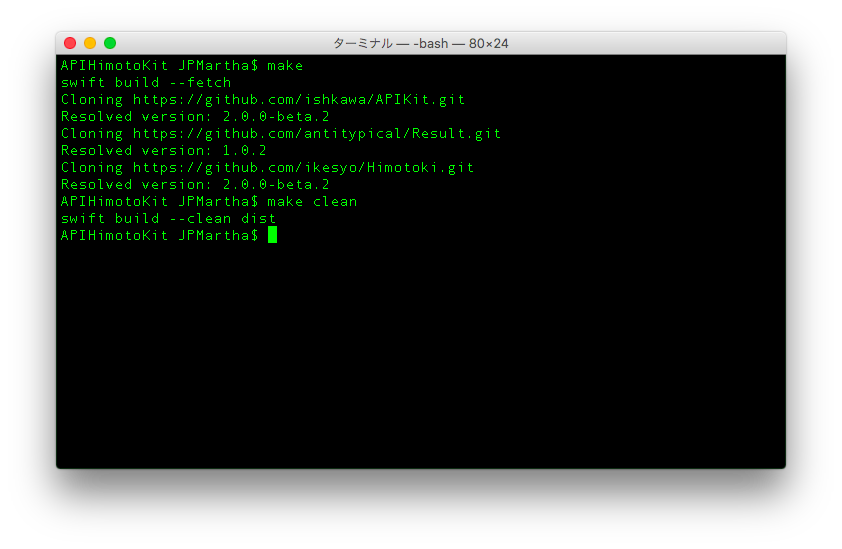 ターミナル — -bash — 80×24
APIHimotoKit JPMartha$ make
swift build --fetch
Cloning https://github.com/ishkawa/APIKit.git
Resolved version: 2.0.0-beta.2
Cloning https://github.com/antitypical/Result.git
Resolved version: 1.0.2
Cloning https://github.com/ikesyo/Himotoki.git
Resolved version: 2.0.0-beta.2
APIHimotoKit JPMartha$ make clean
swift build --clean dist
APIHimotoKit JPMartha$